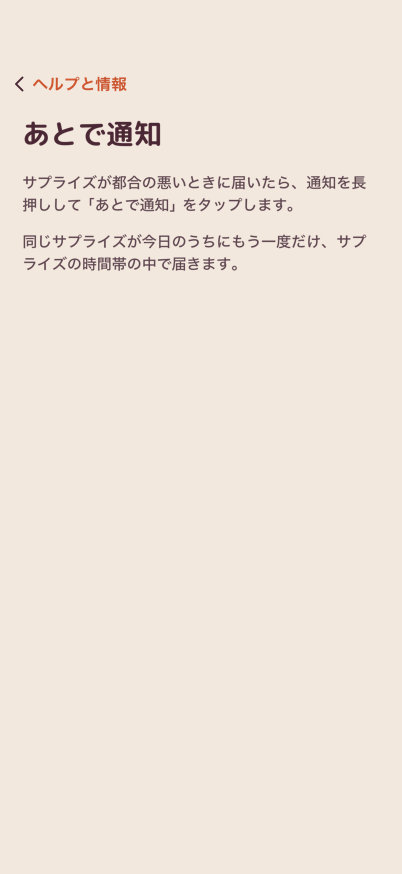 ヘルプと情報
あとで通知
サプライズが都合の悪いときに届いたら、通知を長
押しして「あとで通知」をタップします。
同じサプライズが今日のうちにもう一度だけ、サプ
ライズの時間帯の中で届きます。